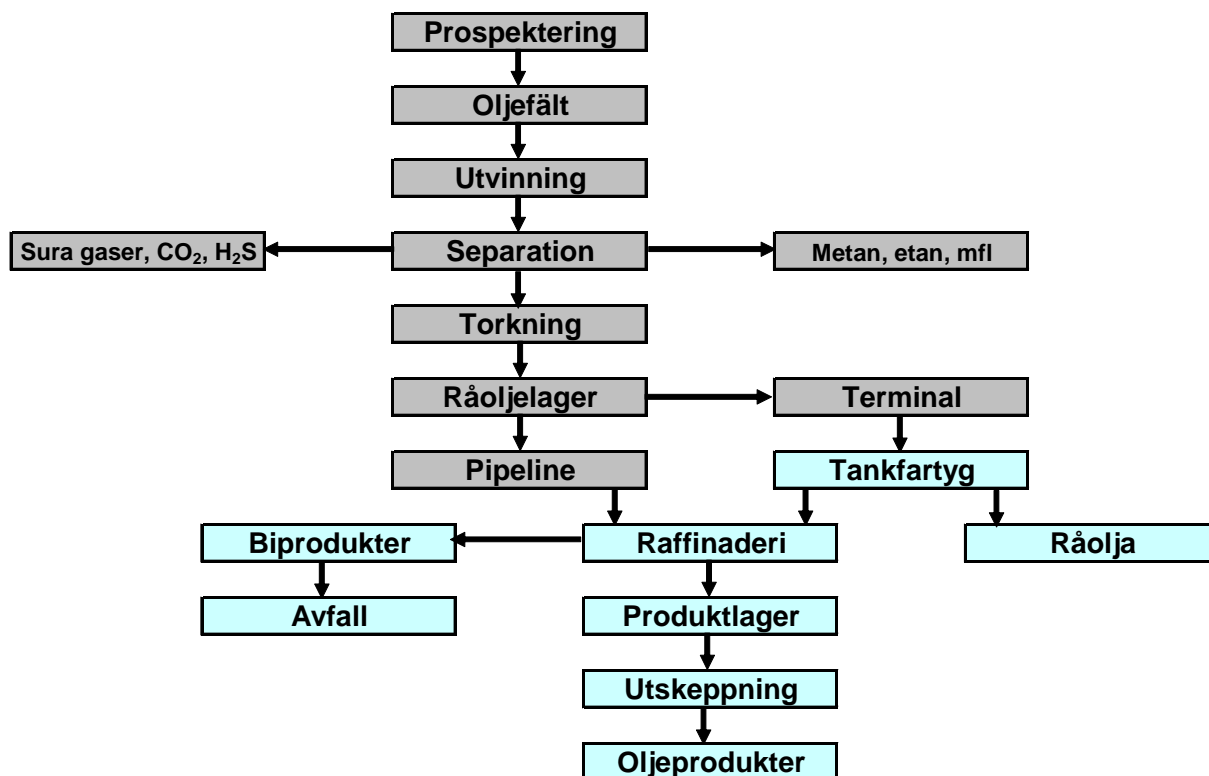 Prospektering
Oljefält
Utvinning
Sura gaser, CO₂, H₂S
Separation
Metan, etan, mfl
Torkning
Råoljelager
Terminal
Pipeline
Tankfartyg
Biprodukter
Raffinaderi
Råolja
Avfall
Produktlager
Utskeppning
Oljeprodukter